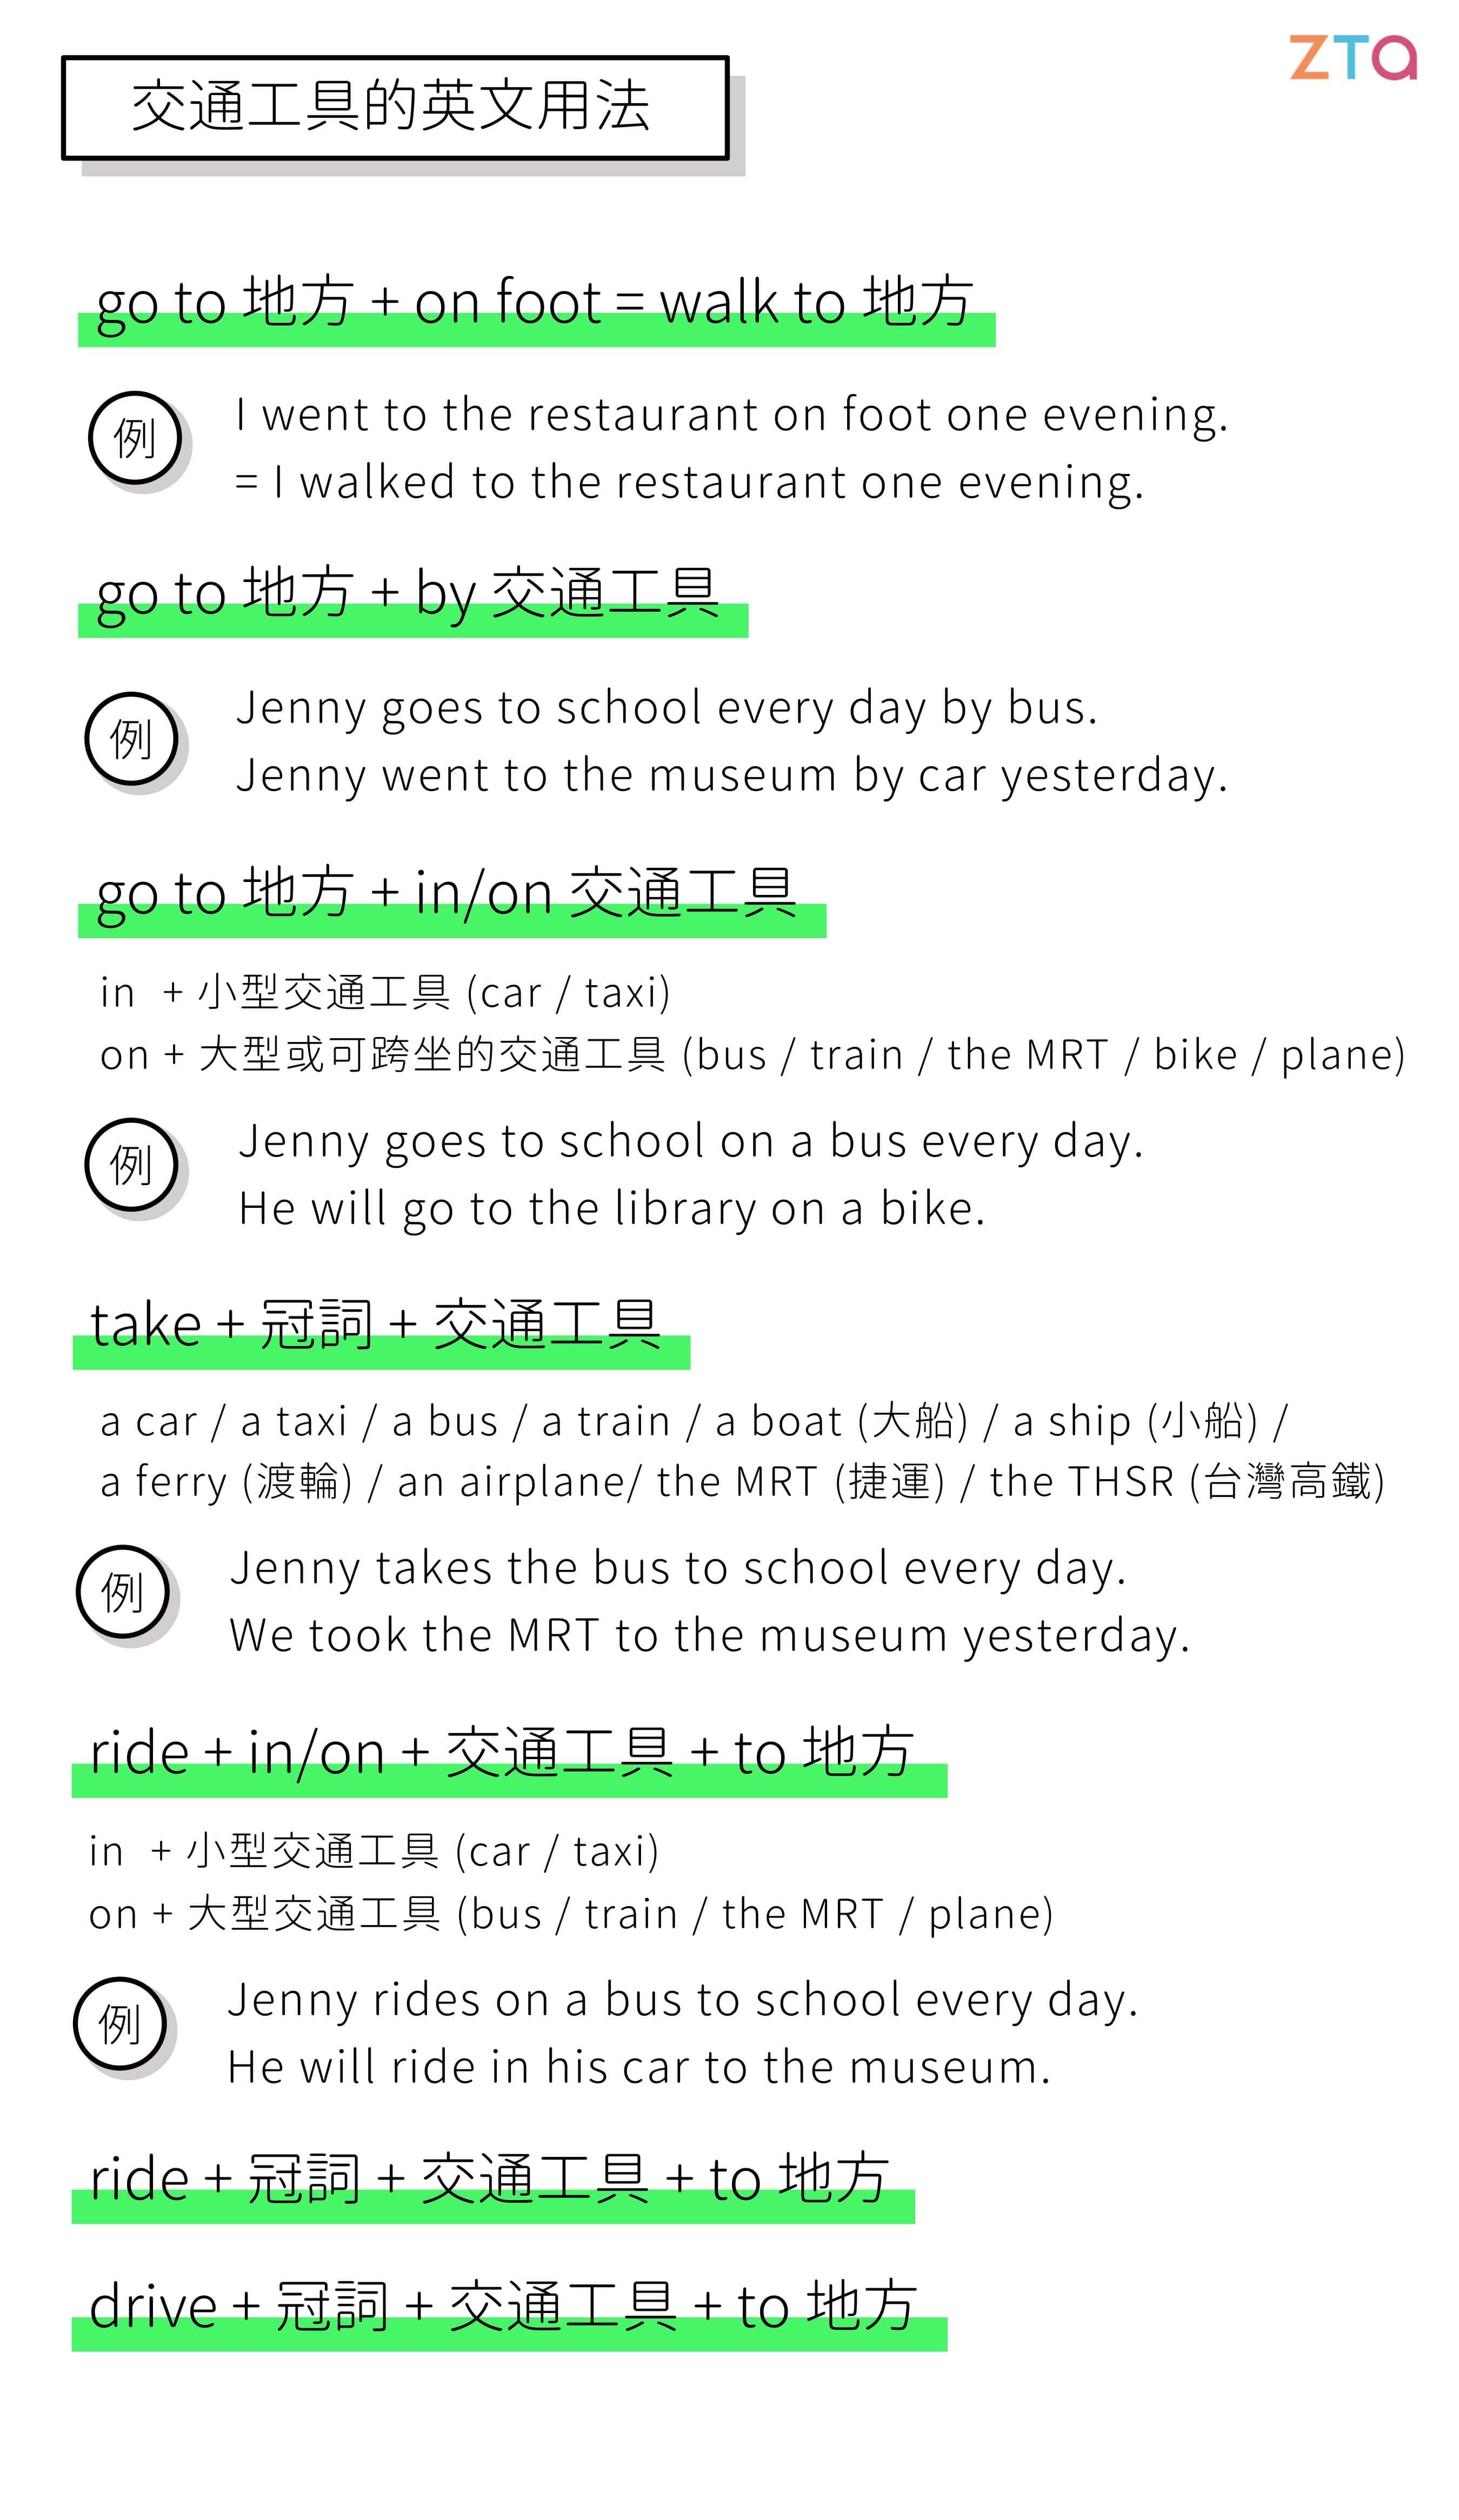 ZTA
交通工具的英文用法
go to 地方 + on foot = walk to 地方
例
I went to the restaurant on foot one evening.
= I walked to the restaurant one evening.
go to 地方 + by 交通工具
例
Jenny goes to school every day by bus.
Jenny went to the museum by car yesterday.
go to 地方 + in/on 交通工具
in + 小型交通工具 (car / taxi)
on + 大型或可跨坐的交通工具 (bus / train / the MRT / bike / plane)
例
Jenny goes to school on a bus every day.
He will go to the library on a bike.
take + 冠詞 + 交通工具
a car / a taxi / a bus / a train / a boat (大船) / a ship (小船) /
a ferry (渡輪) / an airplane/ the MRT (捷運) / the THSR (台灣高鐵)
例
Jenny takes the bus to school every day.
We took the MRT to the museum yesterday.
ride + in/on + 交通工具 + to 地方
in + 小型交通工具 (car / taxi)
on + 大型交通工具 (bus / train / the MRT / plane)
例
Jenny rides on a bus to school every day.
He will ride in his car to the museum.
ride + 冠詞 + 交通工具 + to 地方
drive + 冠詞 + 交通工具 + to 地方